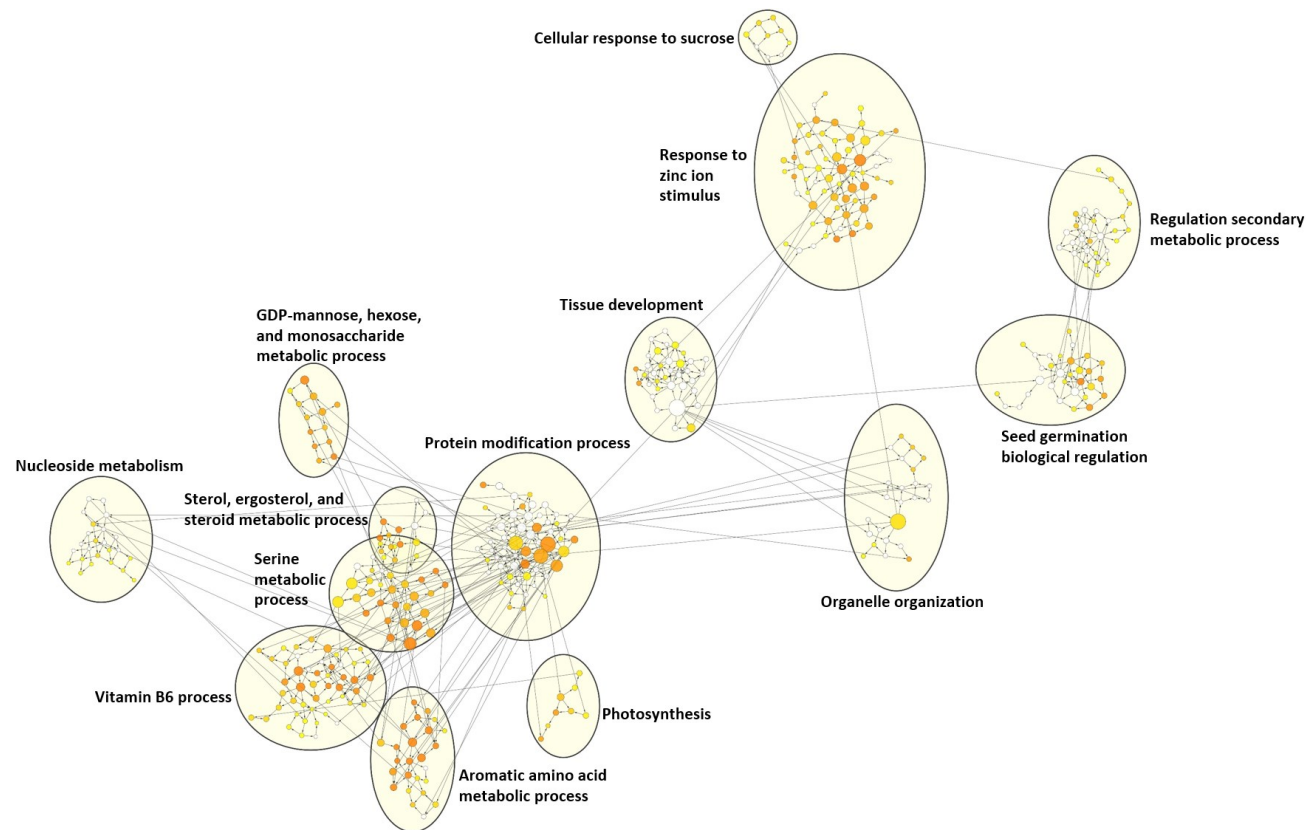 Cellular response to sucrose
Response to
zinc ion
stimulus
Regulation secondary
metabolic process
Tissue development
GDP-mannose, hexose,
and monosaccharide
metabolic process
Seed germination
biological regulation
Protein modification process
Nucleoside metabolism
Sterol, ergosterol, and
steroid metabolic process
Serine
metabolic
process
Organelle organization
Vitamin B6 process
Photosynthesis
Aromatic amino acid
metabolic process